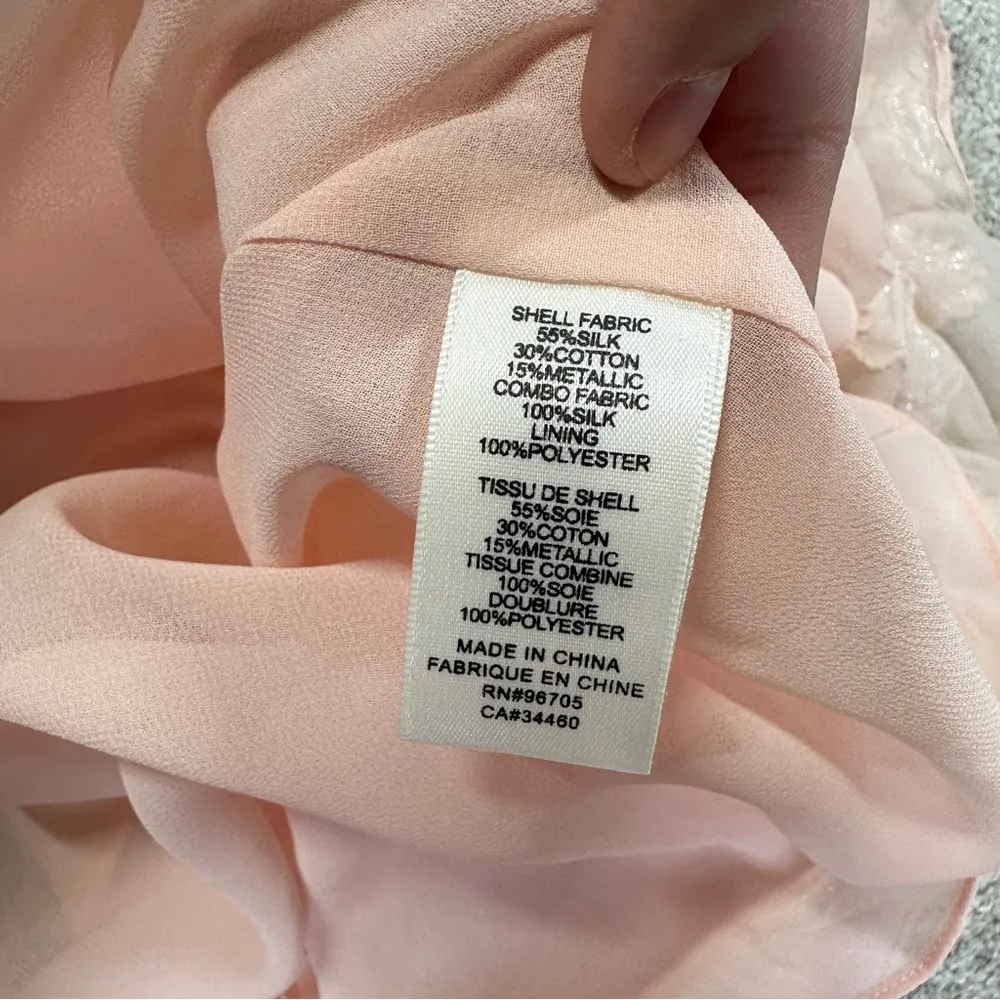 SHELL FABRIC
55%SILK
30%COTTON
15%METALLIC
COMBO FABRIC
100%SILK
LINING
100%POLYESTER
TISSU DE SHELL
55%SOIE
30%COTON
15%METALLIC
TISSUE COMBINE
100%SOIE
DOUBLURE
100%POLYESTER
MADE IN CHINA
FABRIQUE EN CHINE
RN#96705
CA#34460